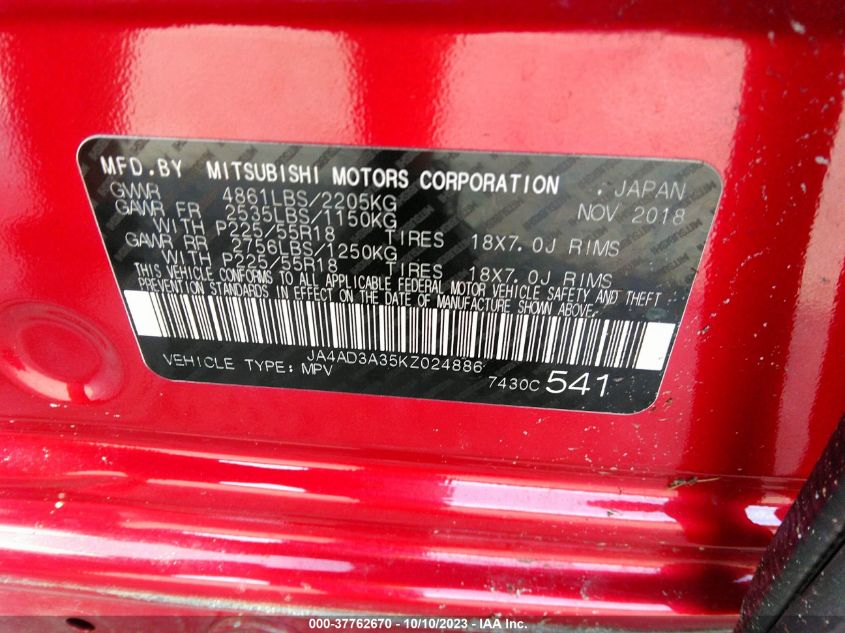 MFD.BY MITSUBISHI MOTORS CORPORATION . JAPAN
GVWR 4861LBS/2205KG NOV 2018
GAWR FR 2535LBS/1150KG
WITH P225/55R18 TIRES 18X7.0J RIMS
GAWR RR 2756LBS/1250KG
WITH P225/55R18 TIRES 18X7.0J RIMS
THIS VEHICLE CONFORMS TO ALL APPLICABLE FEDERAL MOTOR VEHICLE SAFETY AND THEFT
PREVENTION STANDARDS IN EFFECT ON THE DATE OF MANUFACTURE SHOWN ABOVE.
JA4AD3A35KZ024886
VEHICLE TYPE: MPV 7430C 541
000-37762670 - 10/10/2023 - IAA Inc.